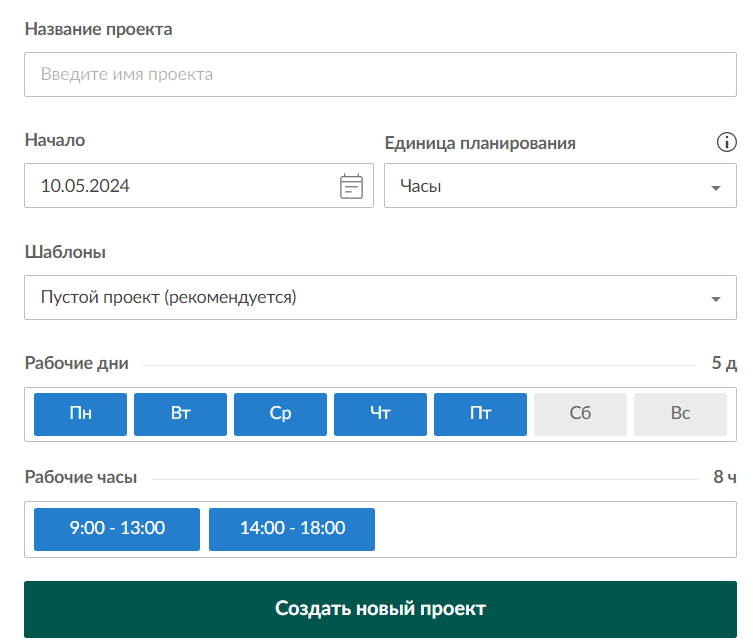 Название проекта
Введите имя проекта
Начало
Единица планирования
10.05.2024
Часы
Шаблоны
Пустой проект (рекомендуется)
Рабочие дни
5 д
Пн Вт Ср Чт Пт Сб Вс
Рабочие часы
8 ч
9:00 - 13:00 14:00 - 18:00
Создать новый проект